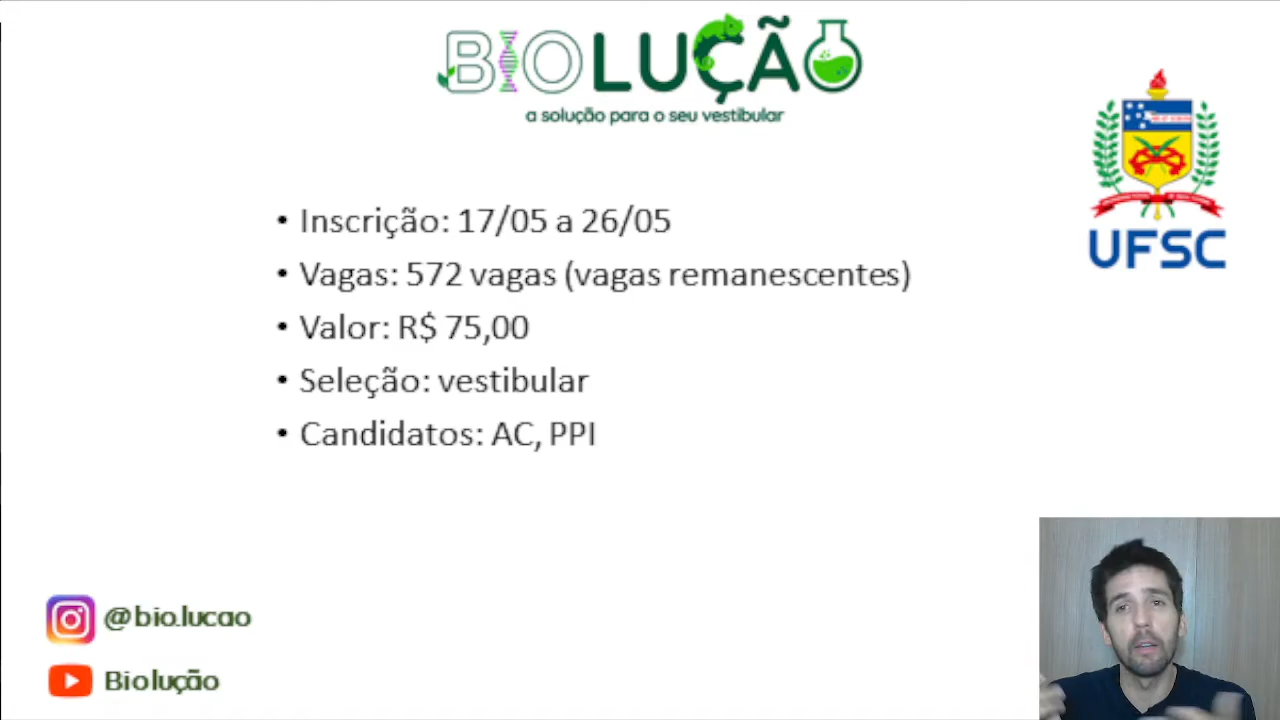 BIOLUÇÃO
a solução para o seu vestibular
UFSC
• Inscrição: 17/05 a 26/05
• Vagas: 572 vagas (vagas remanescentes)
• Valor: R$ 75,00
• Seleção: vestibular
• Candidatos: AC, PPI
@bio.lucao
Biolução